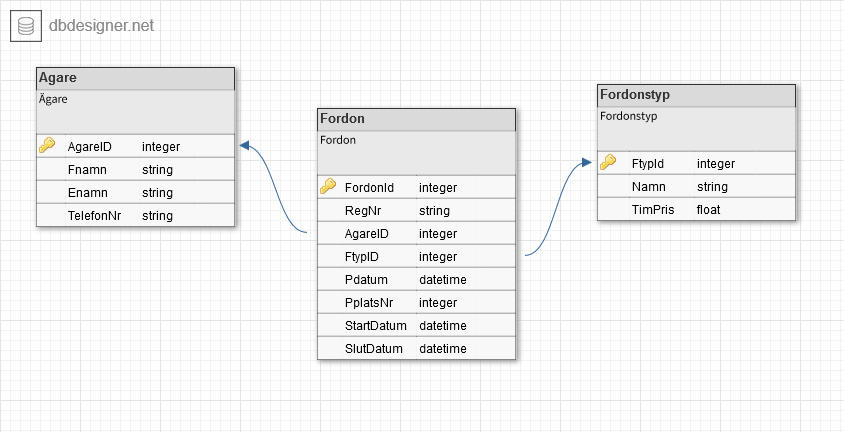 dbdesigner.net
Agare
Ägare
AgareID integer
Fnamn string
Enamn string
TelefonNr string
Fordon
Fordon
FordonId integer
RegNr string
AgareID integer
FtypID integer
Pdatum datetime
PplatsNr integer
StartDatum datetime
SlutDatum datetime
Fordonstyp
Fordonstyp
FtypId integer
Namn string
TimPris float